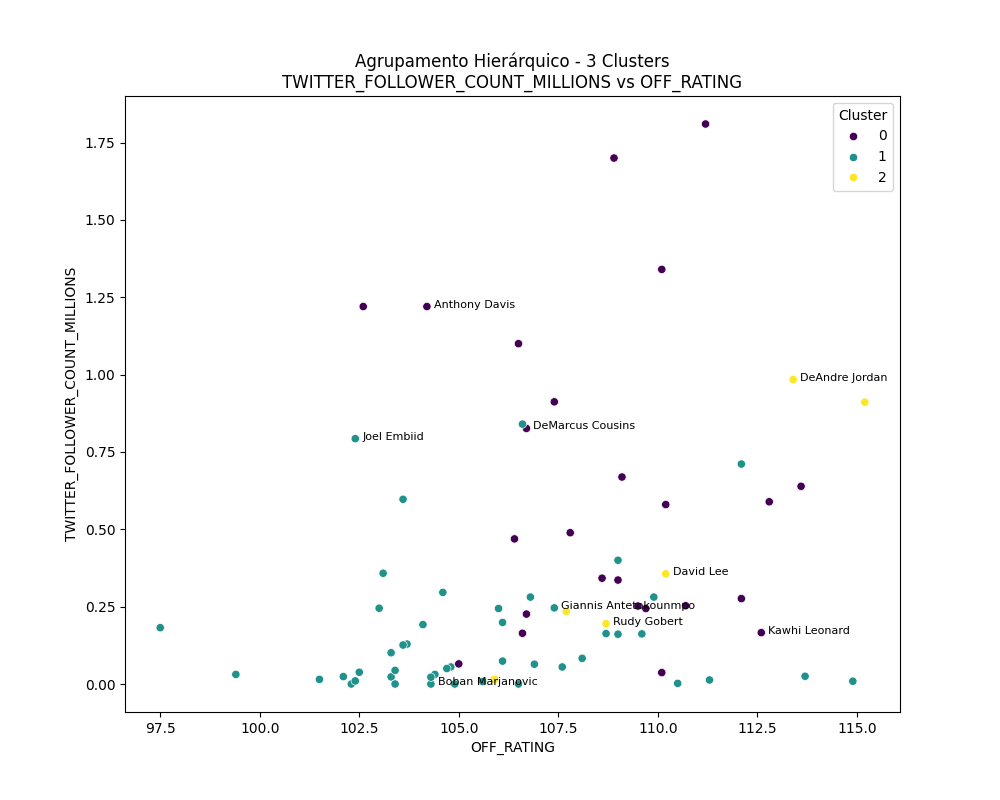 Agrupamento Hierárquico - 3 Clusters
TWITTER_FOLLOWER_COUNT_MILLIONS vs OFF_RATING
Cluster
0
1
2
TWITTER_FOLLOWER_COUNT_MILLIONS
1.75
1.50
1.25
1.00
0.75
0.50
0.25
0.00
Anthony Davis
DeAndre Jordan
DeMarcus Cousins
Joel Embiid
David Lee
Giannis Antetokounmpo
Rudy Gobert
Kawhi Leonard
Boban Marjanovic
97.5 100.0 102.5 105.0 107.5 110.0 112.5 115.0
OFF_RATING